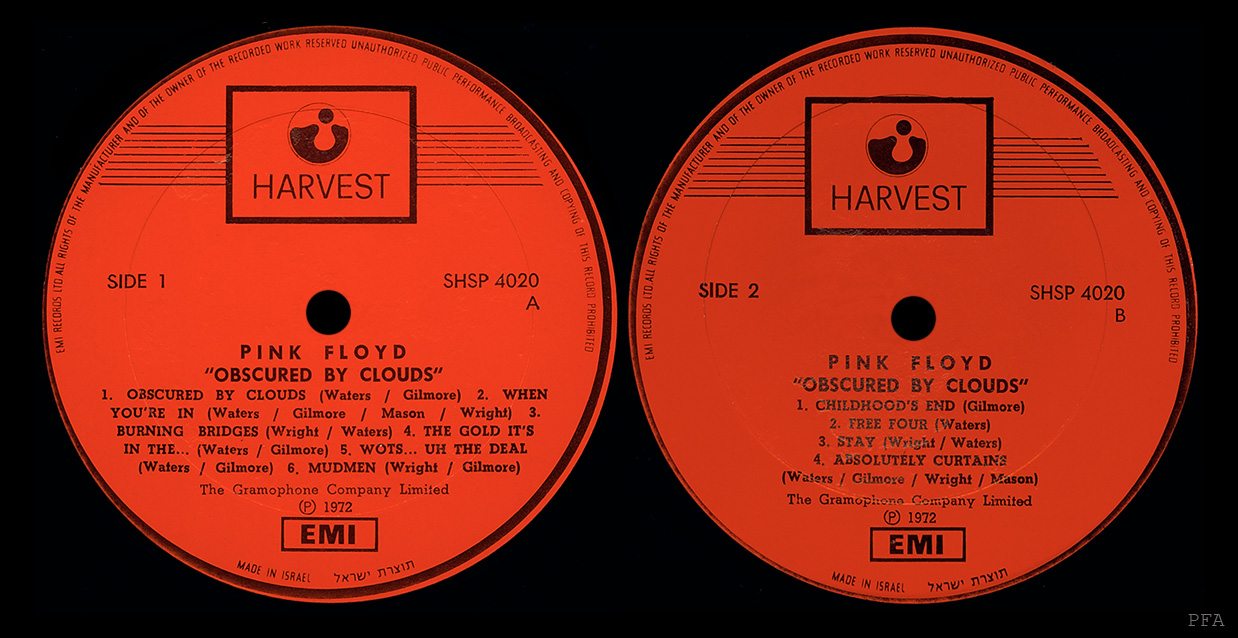 EMI RECORDS LTD. ALL RIGHTS OF THE MANUFACTURER AND OF THE OWNER OF THE RECORDED WORK RESERVED UNAUTHORIZED PUBLIC PERFORMANCE BROADCASTING AND COPYING OF THIS RECORD PROHIBITED
HARVEST
SIDE 1
SHSP 4020
A
PINK FLOYD
"OBSCURED BY CLOUDS"
1. OBSCURED BY CLOUDS (Waters / Gilmore) 2. WHEN
YOU'RE IN (Waters / Gilmore / Mason / Wright) 3.
BURNING BRIDGES (Wright / Waters) 4. THE GOLD IT'S
IN THE... (Waters / Gilmore) 5. WOTS... UH THE DEAL
(Waters / Gilmore) 6. MUDMEN (Wright / Gilmore)
The Gramophone Company Limited
Ⓟ 1972
EMI
MADE IN ISRAEL תוצרת ישראל
EMI RECORDS LTD. ALL RIGHTS OF THE MANUFACTURER AND OF THE OWNER OF THE RECORDED WORK RESERVED UNAUTHORIZED PUBLIC PERFORMANCE BROADCASTING AND COPYING OF THIS RECORD PROHIBITED
HARVEST
SIDE 2
SHSP 4020
B
PINK FLOYD
"OBSCURED BY CLOUDS"
1. CHILDHOOD'S END (Gilmore)
2. FREE FOUR (Waters)
3. STAY (Wright / Waters)
4. ABSOLUTELY CURTAINS
(Waters / Gilmore / Wright / Mason)
The Gramophone Company Limited
Ⓟ 1972
EMI
MADE IN ISRAEL תוצרת ישראל
PFA